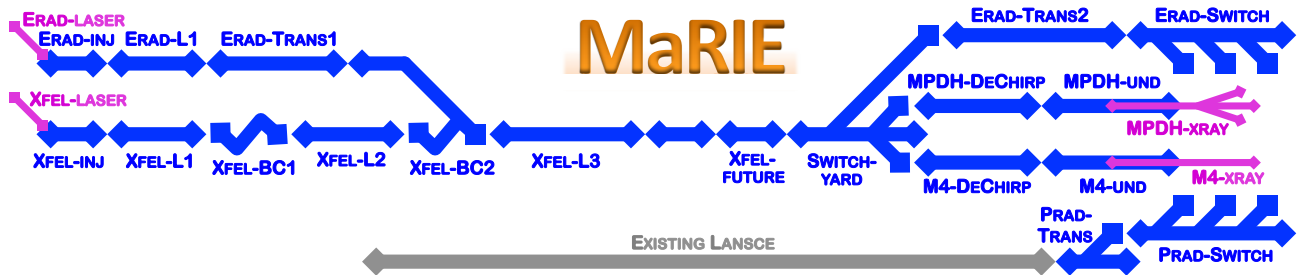 ERAD-LASER
ERAD-INJ
ERAD-L1
ERAD-TRANS1
MaRIE
ERAD-TRANS2
ERAD-SWITCH
XFEL-LASER
MPDH-DECHIRP
MPDH-UND
MPDH-XRAY
XFEL-INJ
XFEL-L1
XFEL-BC1
XFEL-L2
XFEL-BC2
XFEL-L3
XFEL-
FUTURE
SWITCH-
YARD
M4-DECHIRP
M4-UND
M4-XRAY
EXISTING LANSCE
PRAD-
TRANS
PRAD-SWITCH